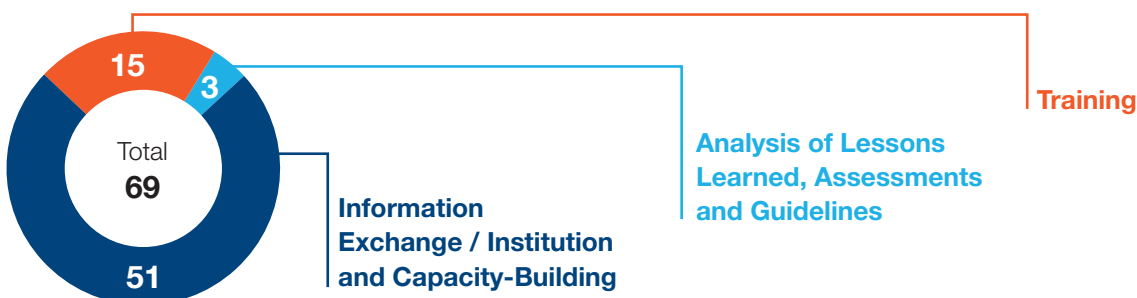 15
3
Total
69
51
Training
Analysis of Lessons
Learned, Assessments
and Guidelines
Information
Exchange / Institution
and Capacity-Building